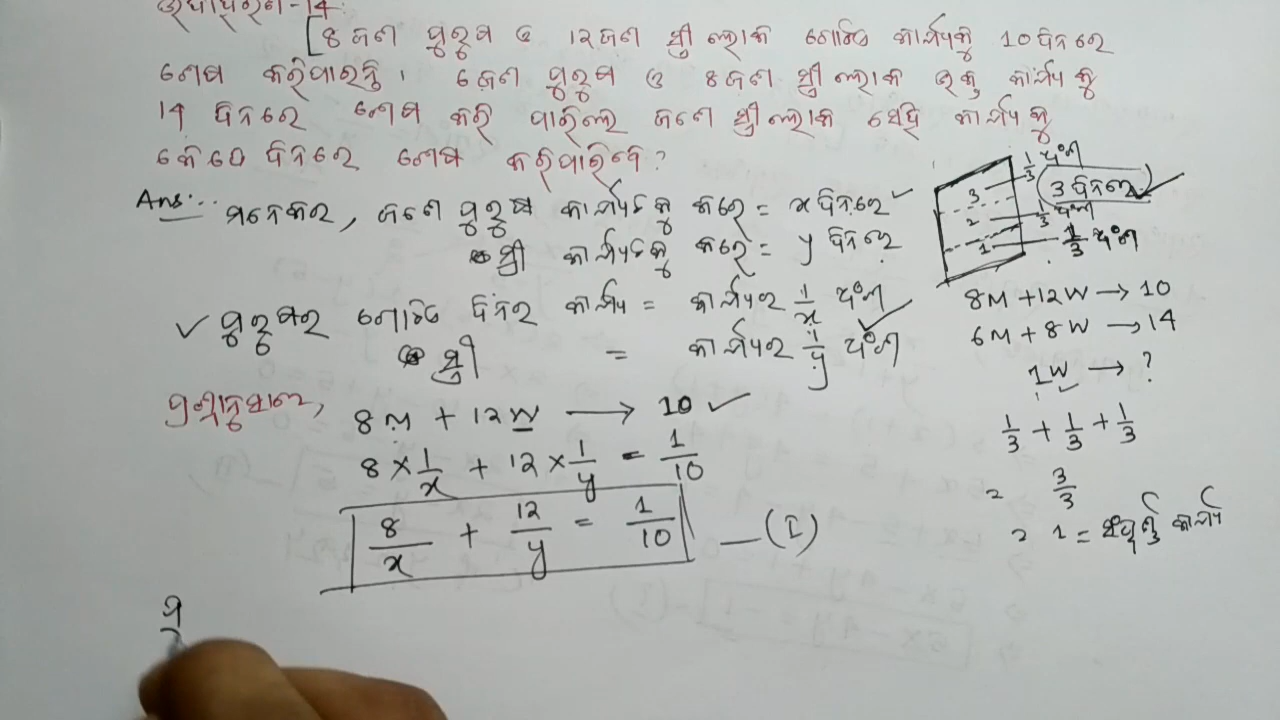 ଉଦାହରଣ-14:
[8 ଜଣ ପୁରୁଷ ଓ 12 ଜଣ ସ୍ତ୍ରୀ ଲୋକ ଗୋଟିଏ କାର୍ଯ୍ୟକୁ 10 ଦିନରେ
ଶେଷ କରିପାରନ୍ତି । 6 ଜଣ ପୁରୁଷ ଓ 8 ଜଣ ସ୍ତ୍ରୀ ଲୋକ ଉକ୍ତ କାର୍ଯ୍ୟକୁ
14 ଦିନରେ ଶେଷ କରି ପାରିଲେ ଜଣେ ସ୍ତ୍ରୀ ଲୋକ ସେହି କାର୍ଯ୍ୟକୁ
କେତେ ଦିନରେ ଶେଷ କରିପାରିବେ?
Ans:- ମନେକର, ଜଣେ ପୁରୁଷ କାର୍ଯ୍ୟଟିକୁ କରେ = x ଦିନରେ ✓
ସ୍ତ୍ରୀ କାର୍ଯ୍ୟଟିକୁ କରେ = y ଦିନରେ
✓ ପୁରୁଷର ଗୋଟିଏ ଦିନର କାର୍ଯ୍ୟ = କାର୍ଯ୍ୟର 1/x ଅଂଶ
ସ୍ତ୍ରୀ = କାର୍ଯ୍ୟର 1/y ଅଂଶ ✓
ପ୍ରଶ୍ନାନୁସାରେ,
8M + 12W → 10 ✓
8 × 1/x + 12 × 1/y = 1/10
8/x + 12/y = 1/10 —(I)
3 1/3 ଅଂଶ
(3 ଦିନରେ) ✓
2 1/3 ଅଂଶ
1 1/3 ଅଂଶ
8M + 12W → 10
6M + 8W → 14
1W → ?
1/3 + 1/3 + 1/3
= 3/3
= 1 = ସଂପୂର୍ଣ୍ଣ କାର୍ଯ୍ୟ